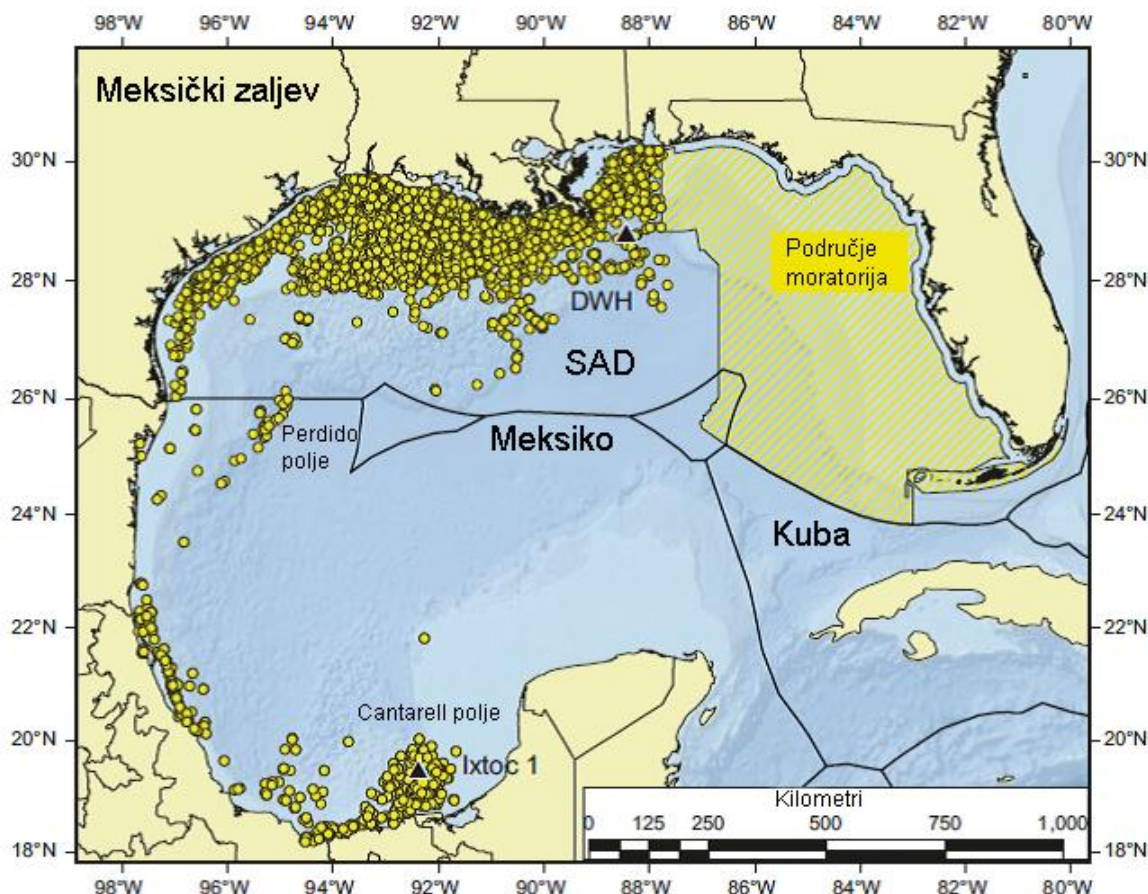 98°W 96°W 94°W 92°W 90°W 88°W 86°W 84°W 82°W 80°W
Meksički zaljev
30°N 30°N
Područje
moratorija
28°N 28°N
DWH
SAD
26°N 26°N
Perdido
polje
Meksiko
24°N 24°N
Kuba
22°N 22°N
Cantarell polje
20°N 20°N
Ixtoc 1
Kilometri
0 125 250 500 750 1,000
18°N 18°N
98°W 96°W 94°W 92°W 90°W 88°W 86°W 84°W 82°W 80°W